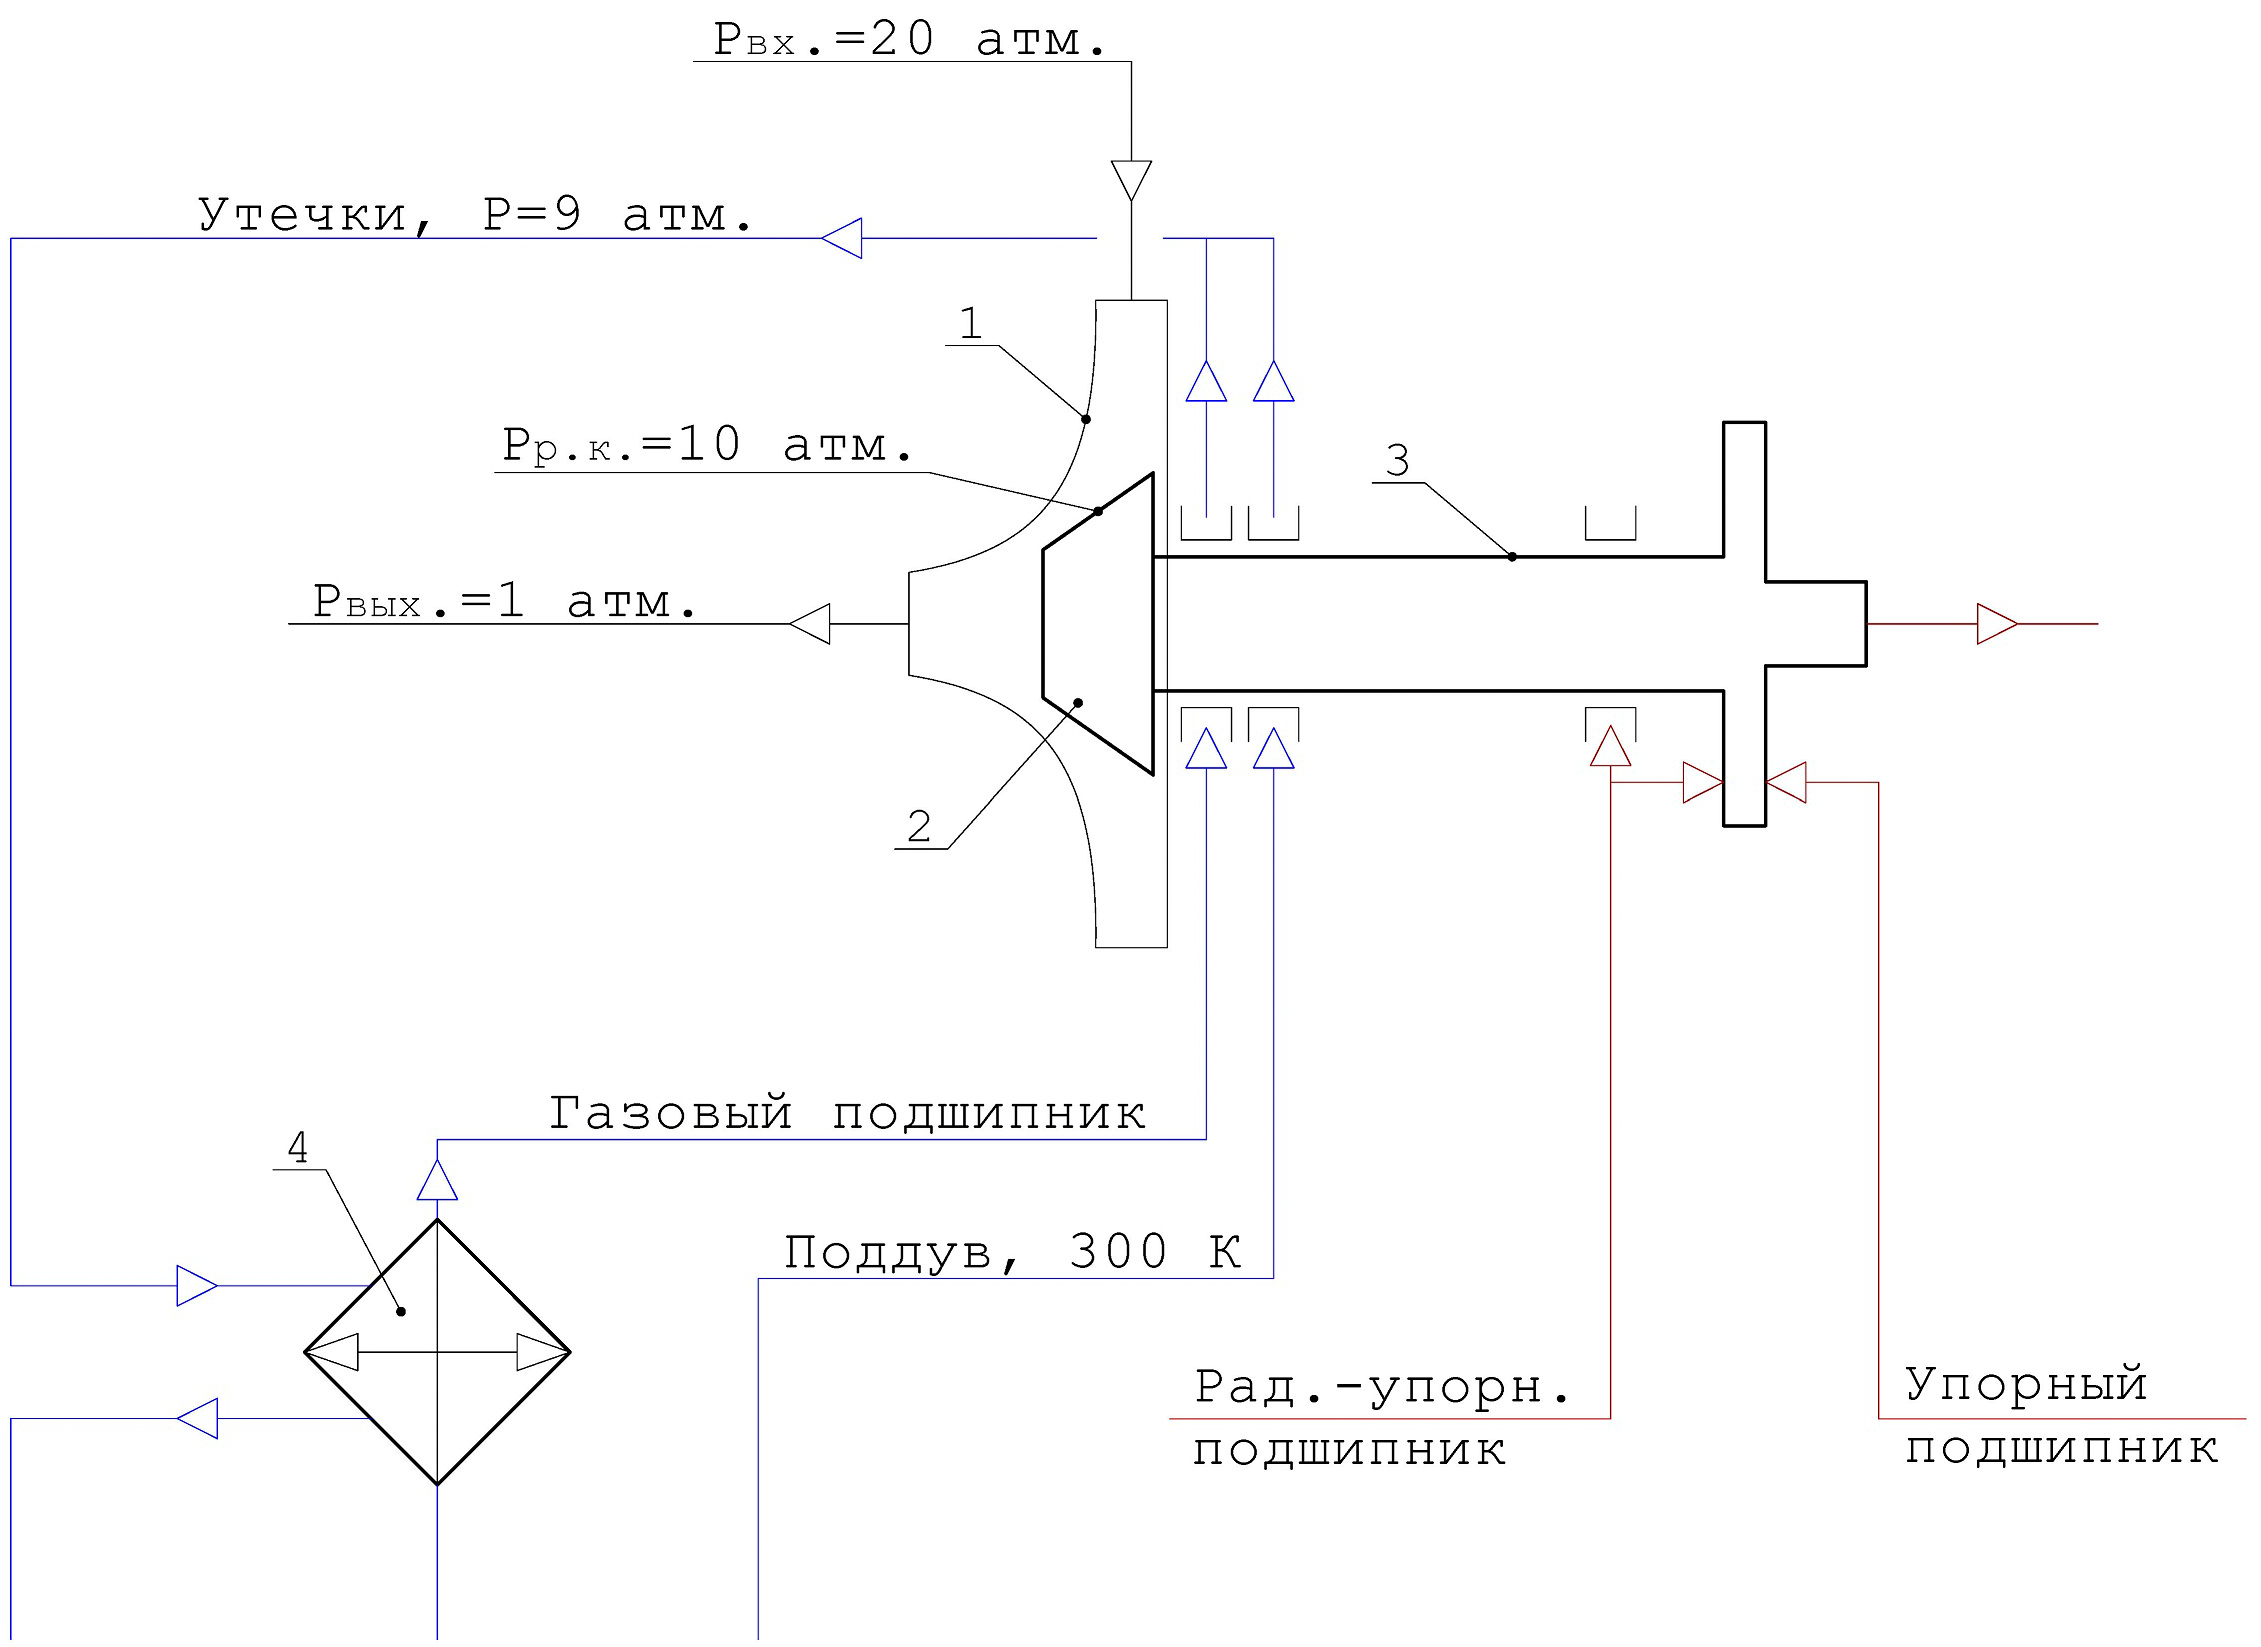 Рвх.=20 атм.
Утечки, Р=9 атм.
1
Рр.к.=10 атм.
3
Рвых.=1 атм.
2
Газовый подшипник
4
Поддув, 300 К
Рад.-упорн.
подшипник
Упорный
подшипник